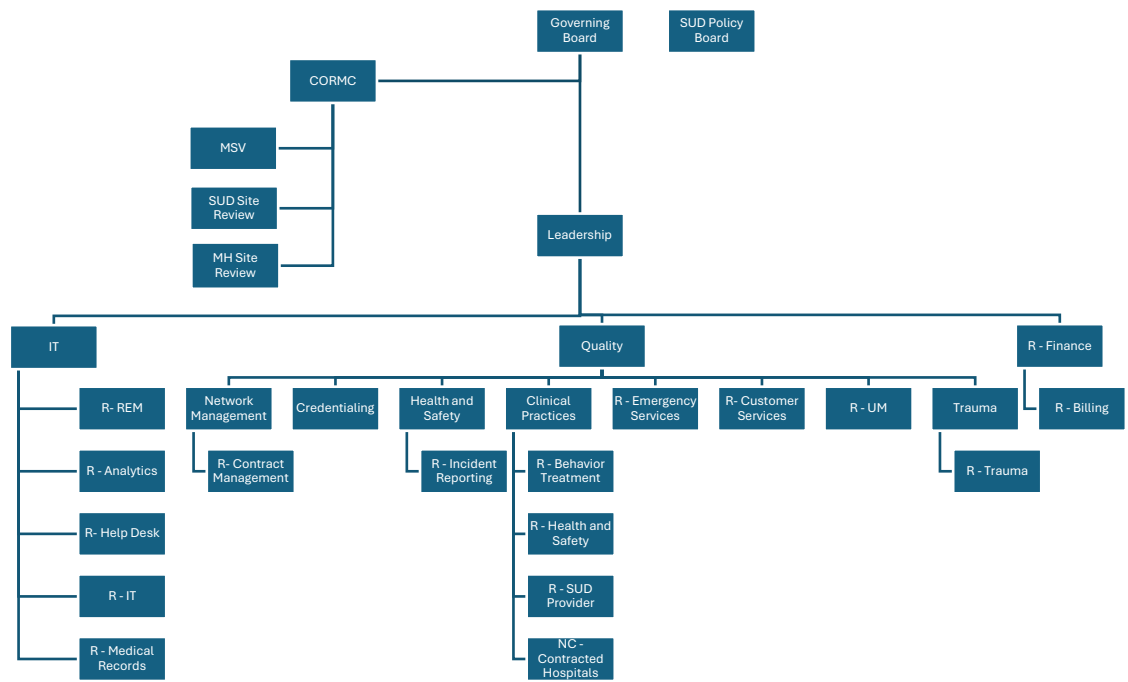 Governing
Board
SUD Policy
Board
CORMC
MSV
SUD Site
Review
MH Site
Review
Leadership
IT
Quality
R - Finance
R- REM
R - Analytics
R- Help Desk
R - IT
R - Medical
Records
Network
Management
R- Contract
Management
Credentialing
Health and
Safety
R - Incident
Reporting
Clinical
Practices
R - Behavior
Treatment
R - Health and
Safety
R - SUD
Provider
NC -
Contracted
Hospitals
R - Emergency
Services
R- Customer
Services
R - UM
Trauma
R - Trauma
R - Billing